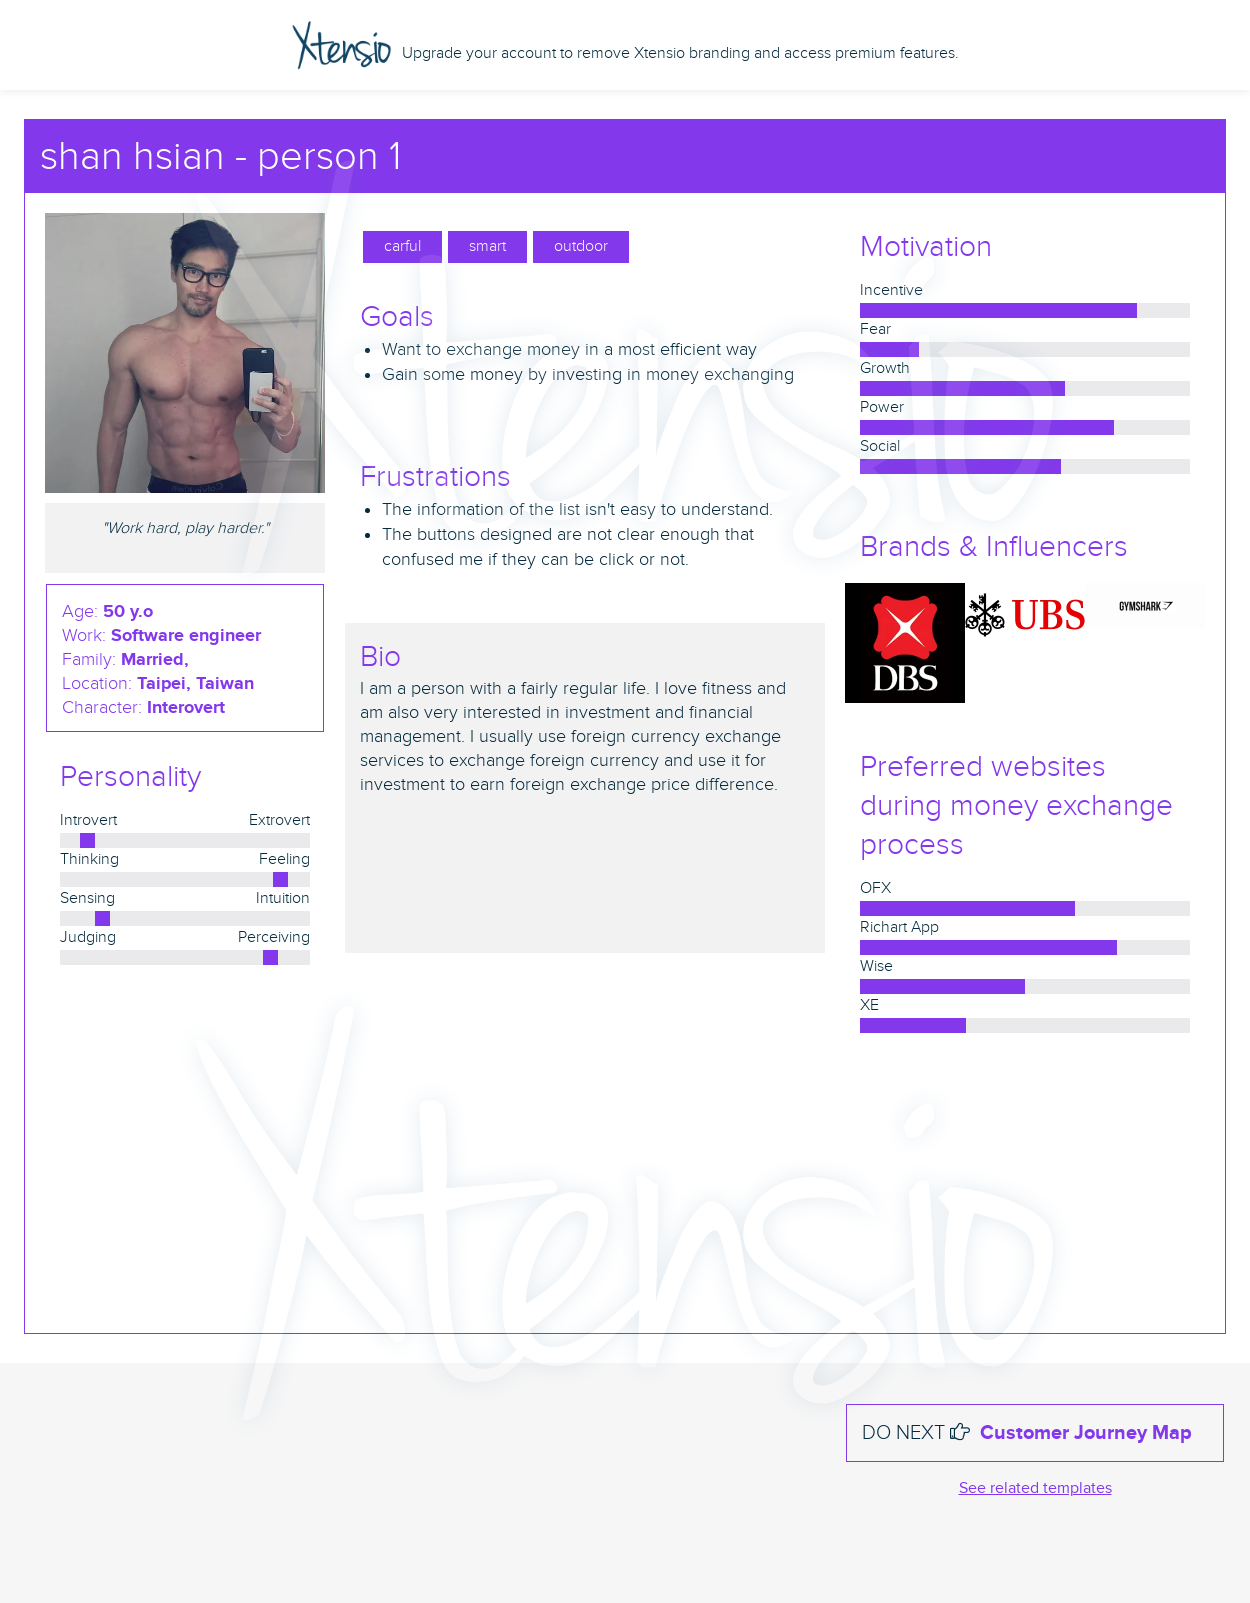 Xtensio Upgrade your account to remove Xtensio branding and access premium features.
shan hsian - person 1
"Work hard, play harder."
Age: 50 y.o
Work: Software engineer
Family: Married,
Location: Taipei, Taiwan
Character: Interovert
Personality
Introvert Extrovert
Thinking Feeling
Sensing Intuition
Judging Perceiving
carful smart outdoor
Goals
Want to exchange money in a most efficient way
Gain some money by investing in money exchanging
Frustrations
The information of the list isn't easy to understand.
The buttons designed are not clear enough that
confused me if they can be click or not.
Bio
I am a person with a fairly regular life. I love fitness and
am also very interested in investment and financial
management. I usually use foreign currency exchange
services to exchange foreign currency and use it for
investment to earn foreign exchange price difference.
Motivation
Incentive
Fear
Growth
Power
Social
Brands & Influencers
DBS
UBS
GYMSHARK
Preferred websites
during money exchange
process
OFX
Richart App
Wise
XE
Xtensio
Xtensio
DO NEXT Customer Journey Map
See related templates